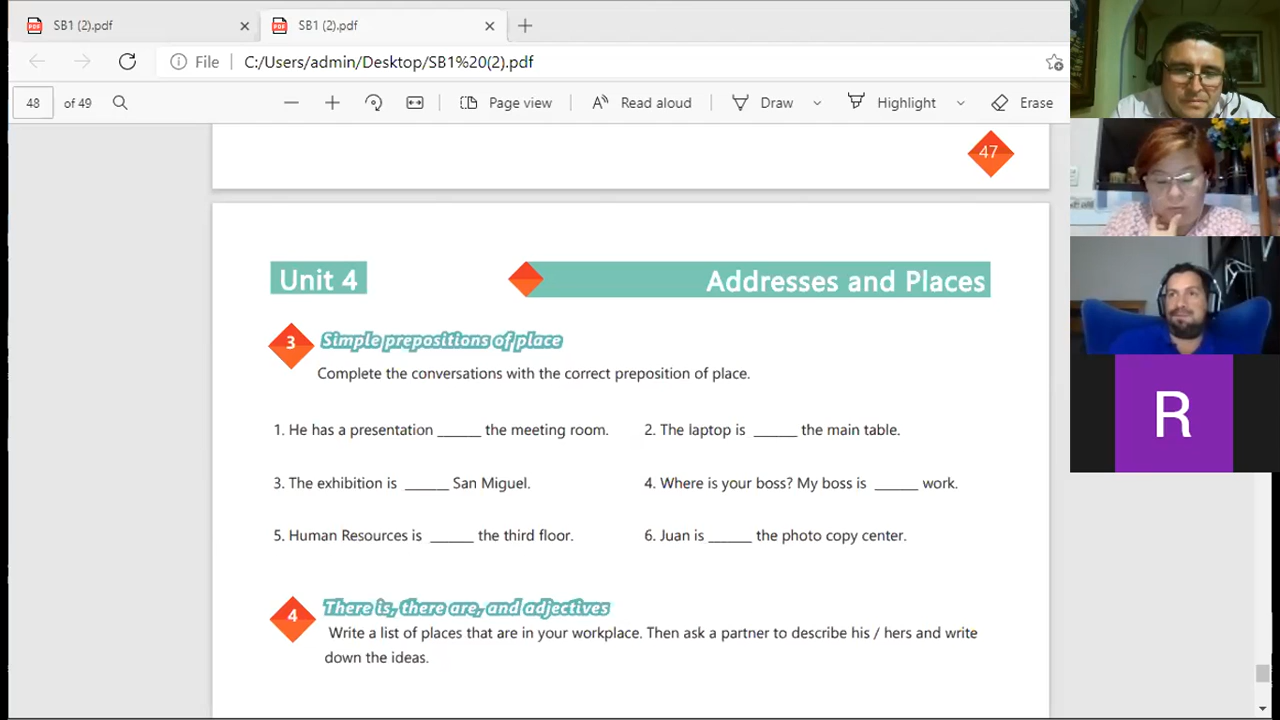 SB1 (2).pdf
SB1 (2).pdf
File C:/Users/admin/Desktop/SB1%20(2).pdf
48 of 49 Page view Read aloud Draw Highlight Erase
47
Unit 4 Addresses and Places
3 Simple prepositions of place
Complete the conversations with the correct preposition of place.
1. He has a presentation ______ the meeting room. 2. The laptop is ______ the main table.
3. The exhibition is ______ San Miguel. 4. Where is your boss? My boss is ______ work.
5. Human Resources is ______ the third floor. 6. Juan is ______ the photo copy center.
4 There is, there are, and adjectives
Write a list of places that are in your workplace. Then ask a partner to describe his / hers and write
down the ideas.
R